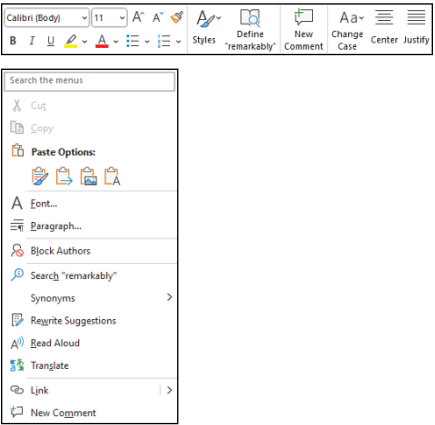 Calibri (Body) 11 A A
Define New Change
B I U A Styles "remarkably" Comment Case Center Justify
Aa
Search the menus
Cut
Copy
Paste Options:
A
A Font...
Paragraph...
Block Authors
Search "remarkably"
Synonyms
Rewrite Suggestions
A Read Aloud
Translate
Link
New Comment